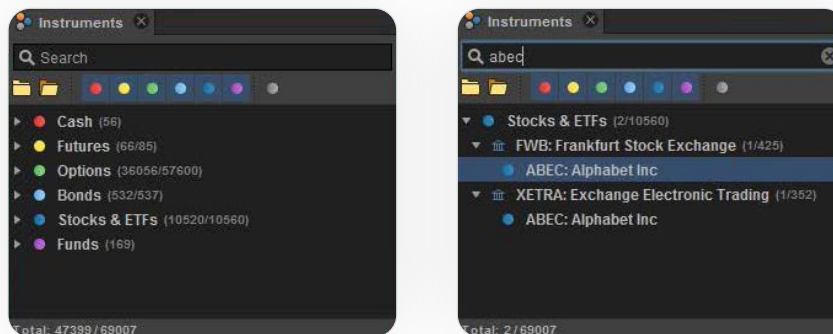 Instruments
Search
Cash (56)
Futures (66/85)
Options (36056/57600)
Bonds (532/537)
Stocks & ETFs (10520/10560)
Funds (169)
Total: 47399/69007
Instruments
abec
Stocks & ETFs (2/10560)
FWB: Frankfurt Stock Exchange (1/425)
ABEC: Alphabet Inc
XETRA: Exchange Electronic Trading (1/352)
ABEC: Alphabet Inc
Total: 2/69007